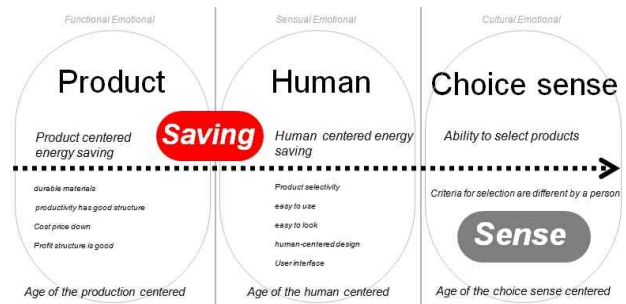 Functional Emotional
Product
Product centered
energy saving
Saving
durable materials
productivity has good structure
Cost price down
Profit structure is good
Age of the production centered
Sensual Emotional
Human
Human centered energy
saving
Product selectivity
easy to use
easy to look
human-centered design
User interface
Age of the human centered
Cultural Emotional
Choice sense
Ability to select products
Criteria for selection are different by a person
Sense
Age of the choice sense centered